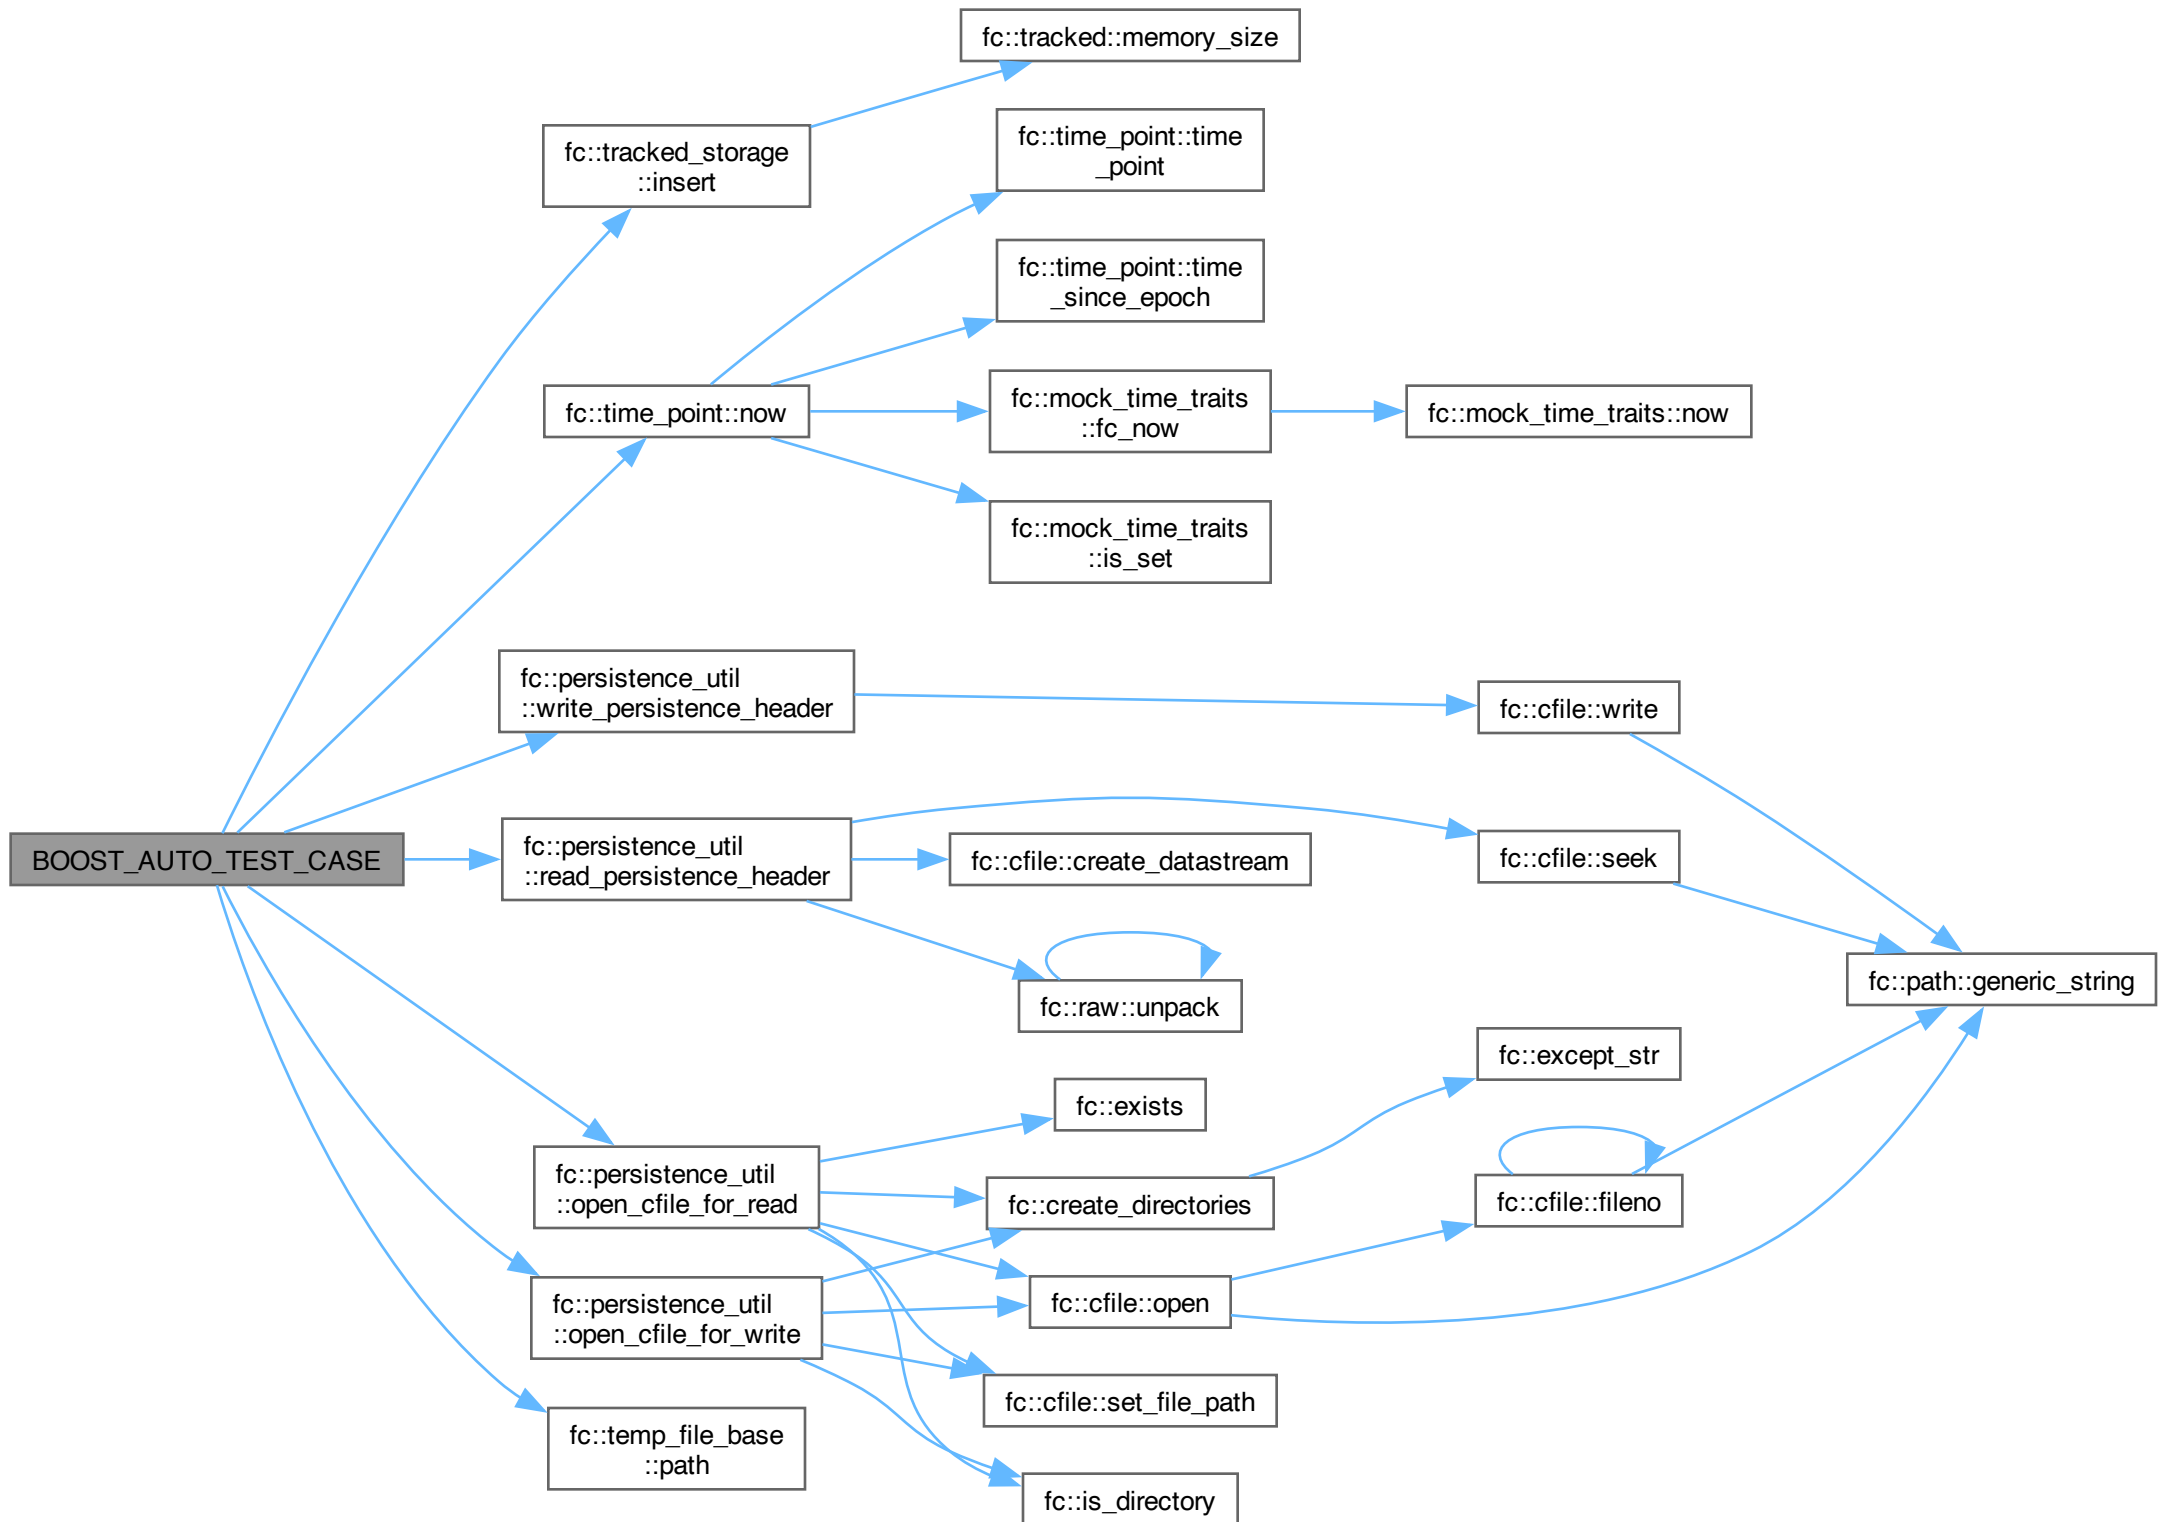 fc::tracked::memory_size
fc::tracked_storage
::insert
fc::time_point::time
_point
fc::time_point::time
_since_epoch
fc::time_point::now
fc::mock_time_traits
::fc_now
fc::mock_time_traits::now
fc::mock_time_traits
::is_set
fc::persistence_util
::write_persistence_header
fc::cfile::write
BOOST_AUTO_TEST_CASE
fc::persistence_util
::read_persistence_header
fc::cfile::create_datastream
fc::cfile::seek
fc::raw::unpack
fc::path::generic_string
fc::except_str
fc::exists
fc::persistence_util
::open_cfile_for_read
fc::create_directories
fc::cfile::fileno
fc::persistence_util
::open_cfile_for_write
fc::cfile::open
fc::cfile::set_file_path
fc::temp_file_base
::path
fc::is_directory